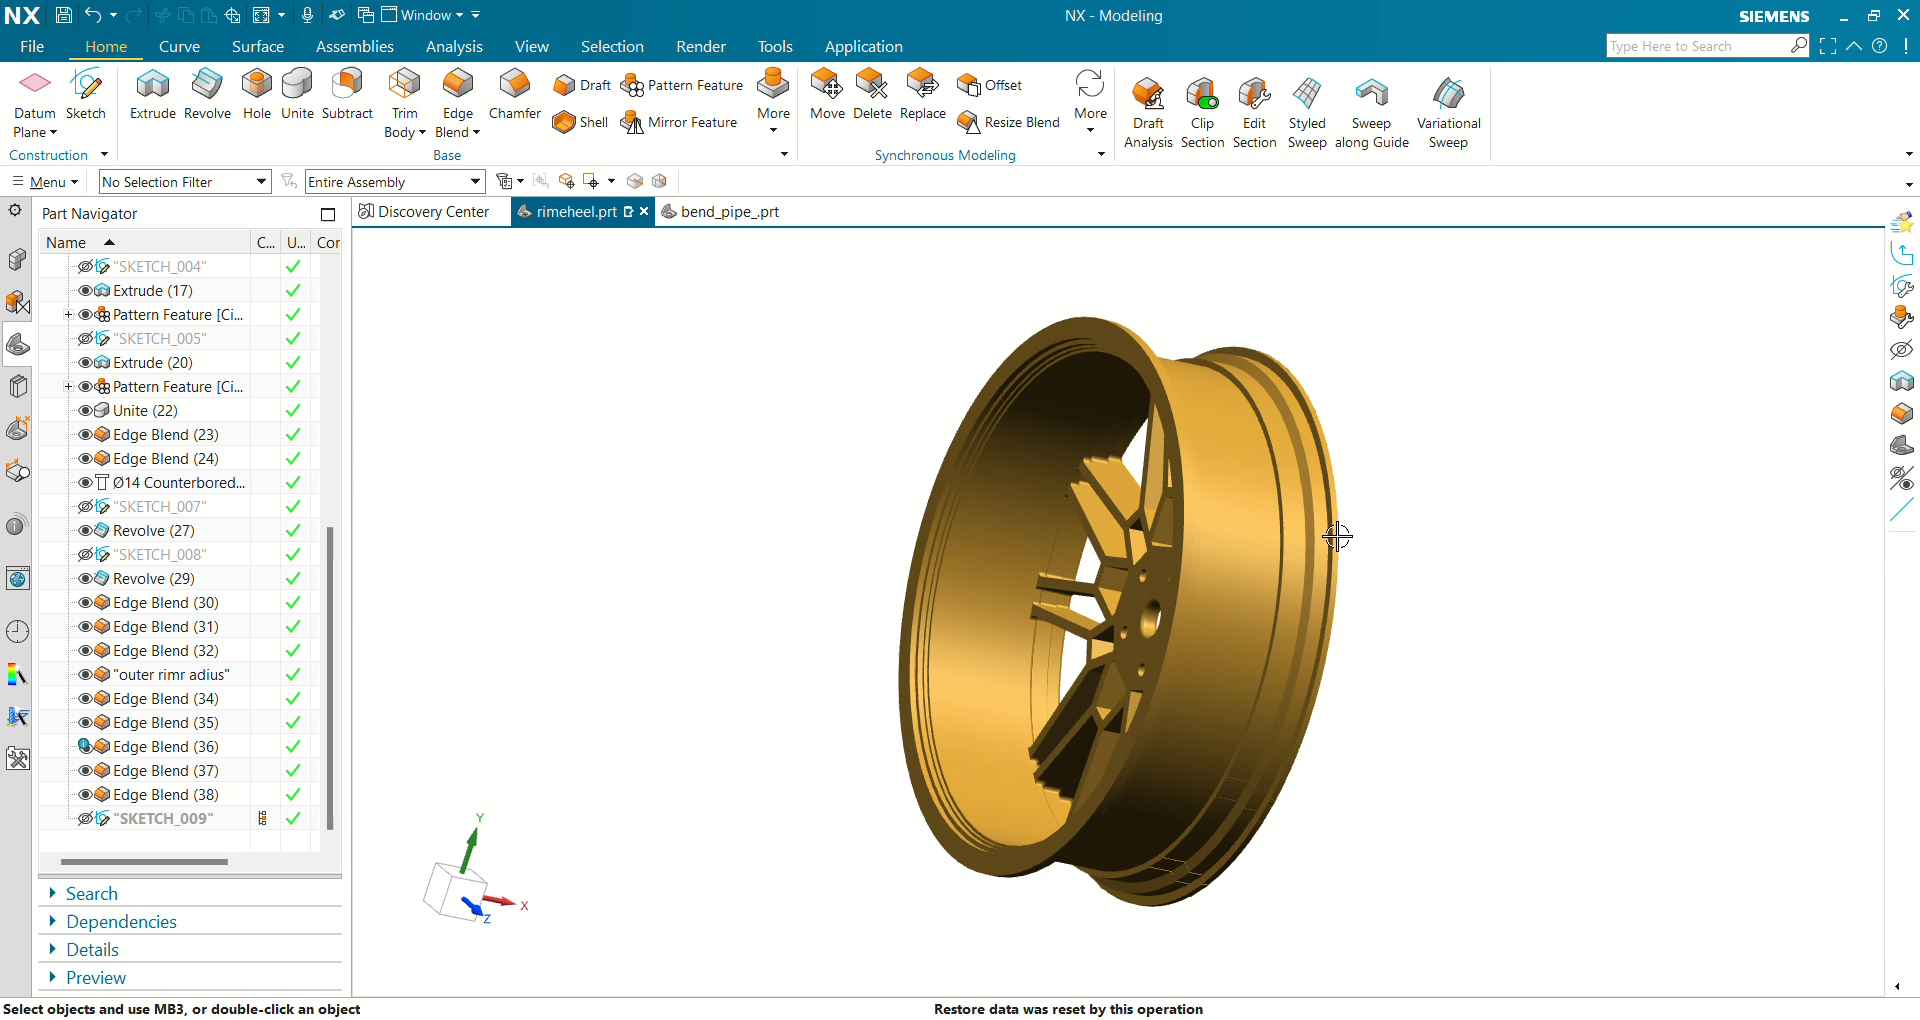 NX
Window
NX - Modeling
SIEMENS
File
Home
Curve
Surface
Assemblies
Analysis
View
Selection
Render
Tools
Application
Type Here to Search
Datum
Plane
Sketch
Extrude
Revolve
Hole
Unite
Subtract
Trim
Body
Edge
Blend
Chamfer
Draft
Shell
Pattern Feature
Mirror Feature
More
Move
Delete
Replace
Offset
Resize Blend
More
Draft
Analysis
Clip
Section
Edit
Section
Styled
Sweep
Sweep
along Guide
Variational
Sweep
Construction
Base
Synchronous Modeling
Menu
No Selection Filter
Entire Assembly
Part Navigator
Discovery Center
rimeheel.prt
bend_pipe_.prt
Name
C...
U...
Cor
"SKETCH_004"
Extrude (17)
Pattern Feature [Ci...
"SKETCH_005"
Extrude (20)
Pattern Feature [Ci...
Unite (22)
Edge Blend (23)
Edge Blend (24)
Ø14 Counterbored...
"SKETCH_007"
Revolve (27)
"SKETCH_008"
Revolve (29)
Edge Blend (30)
Edge Blend (31)
Edge Blend (32)
"outer rimr adius"
Edge Blend (34)
Edge Blend (35)
Edge Blend (36)
Edge Blend (37)
Edge Blend (38)
"SKETCH_009"
Search
Dependencies
Details
Preview
Y
X
Z
Select objects and use MB3, or double-click an object
Restore data was reset by this operation